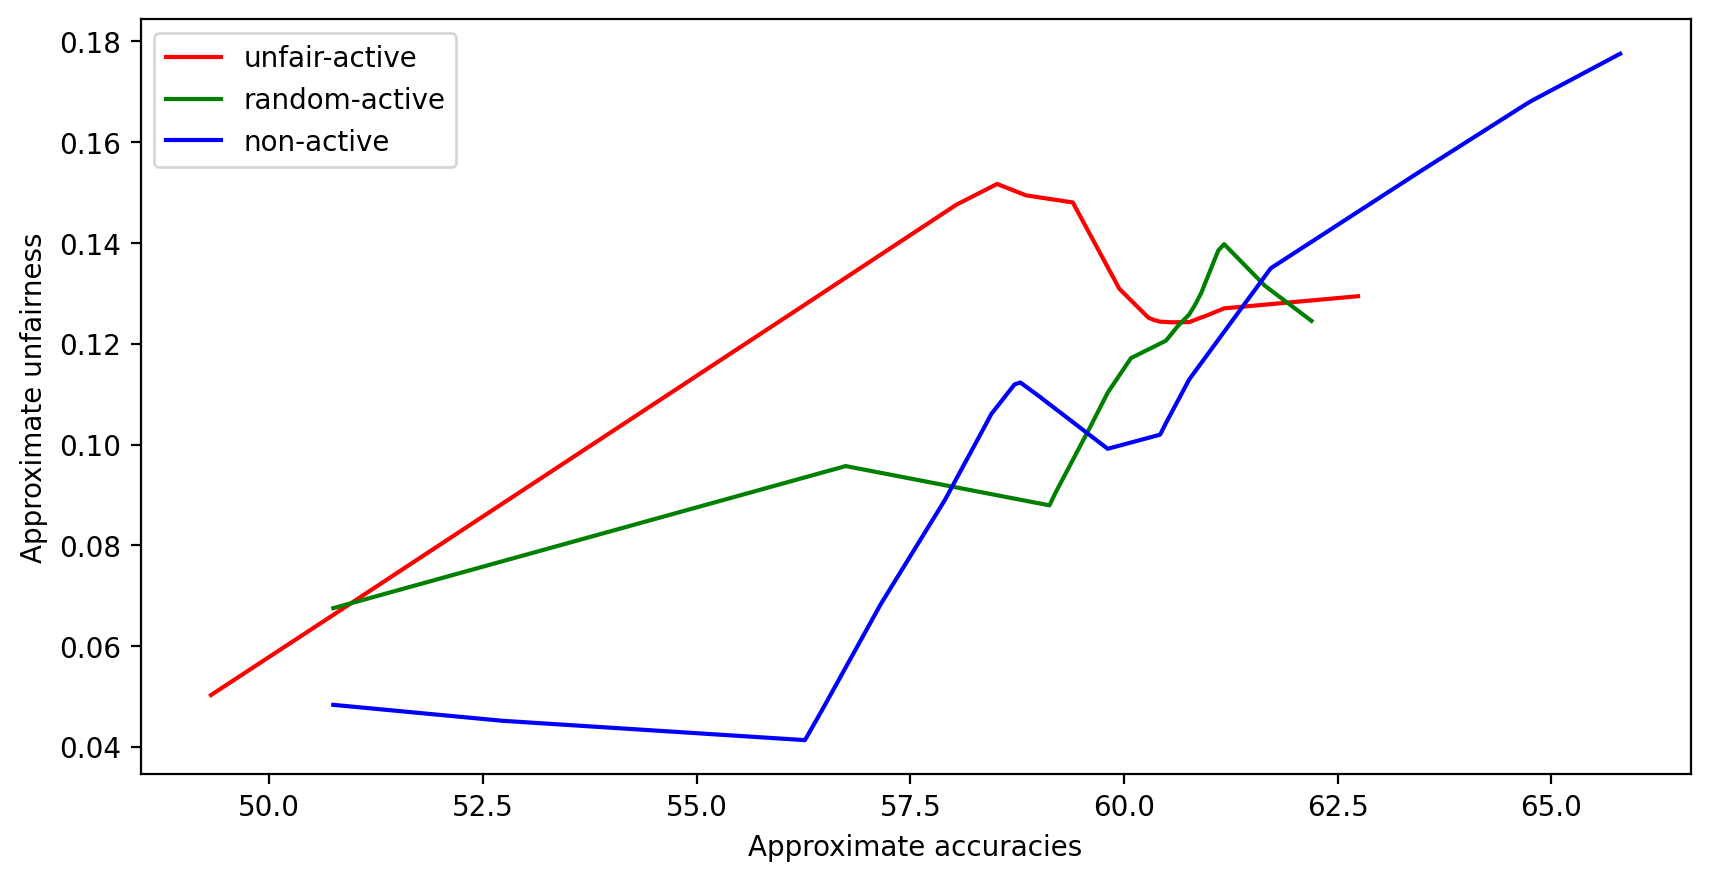 unfair-active
random-active
non-active
0.18
0.16
0.14
0.12
0.10
0.08
0.06
0.04
Approximate unfairness
50.0 52.5 55.0 57.5 60.0 62.5 65.0
Approximate accuracies